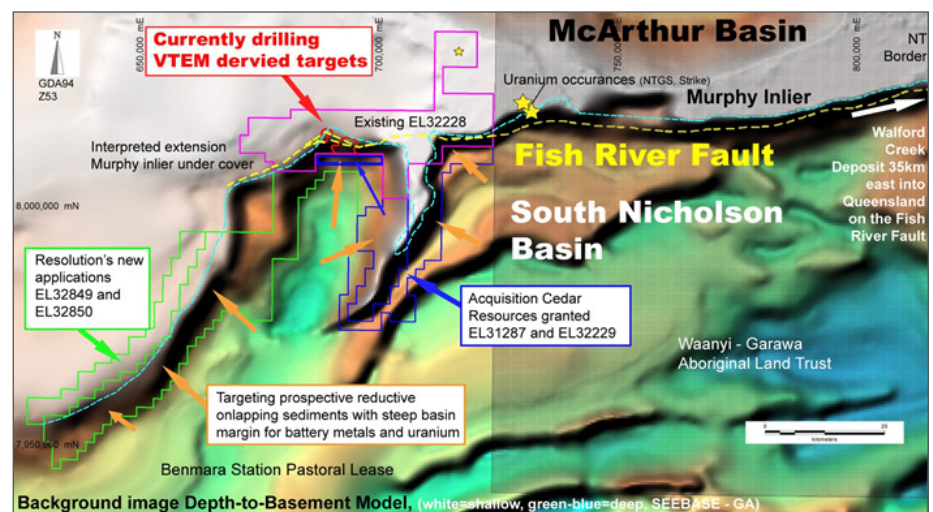 McArthur Basin
N
GDA94
Z53
650,000 mE
700,000 mE
750,000 mE
800,000 mE
NT
Border
Currently drilling
VTEM dervied targets
Uranium occurances (NTGS, Strike)
Murphy Inlier
Existing EL32228
Interpreted extension
Murphy inlier under cover
Fish River Fault
Walford
Creek
Deposit 35km
east into
Queensland
on the Fish
River Fault
8,000,000 mN
South Nicholson
Basin
Resolution's new
applications
EL32849 and
EL32850
Acquisition Cedar
Resources granted
EL31287 and EL32229
Waanyi - Garawa
Aboriginal Land Trust
Targeting prospective reductive
onlapping sediments with steep basin
margin for battery metals and uranium
7,950,000 mN
0 25
kilometers
Benmara Station Pastoral Lease
Background image Depth-to-Basement Model, (white=shallow, green-blue=deep, SEEBASE - GA)